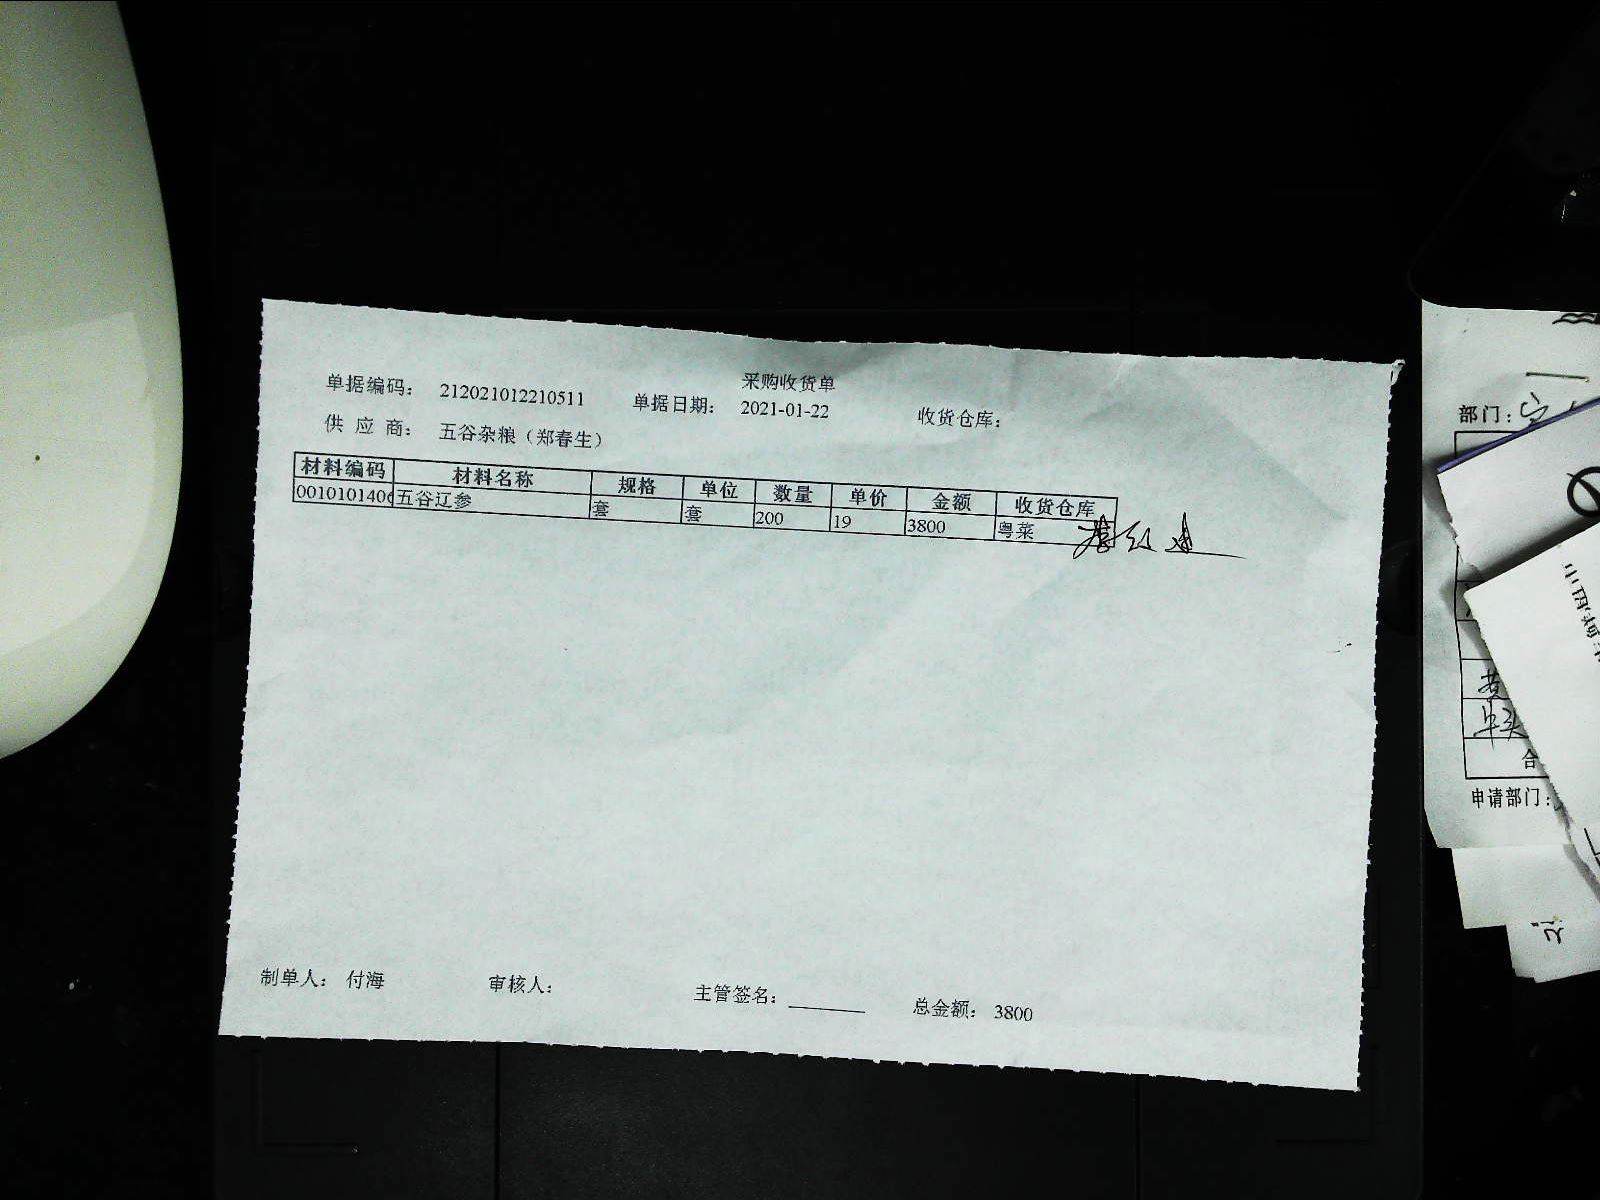 采购收货单
单据编码： 212021012210511 单据日期： 2021-01-22 收货仓库：
供 应 商： 五谷杂粮（郑春生）
材料编码 材料名称 规格 单位 数量 单价 金额 收货仓库
0010101406 五谷辽参 套 套 200 19 3800 粤菜
制单人： 付海 审核人： 主管签名： 总金额： 3800
部门：
合
申请部门：